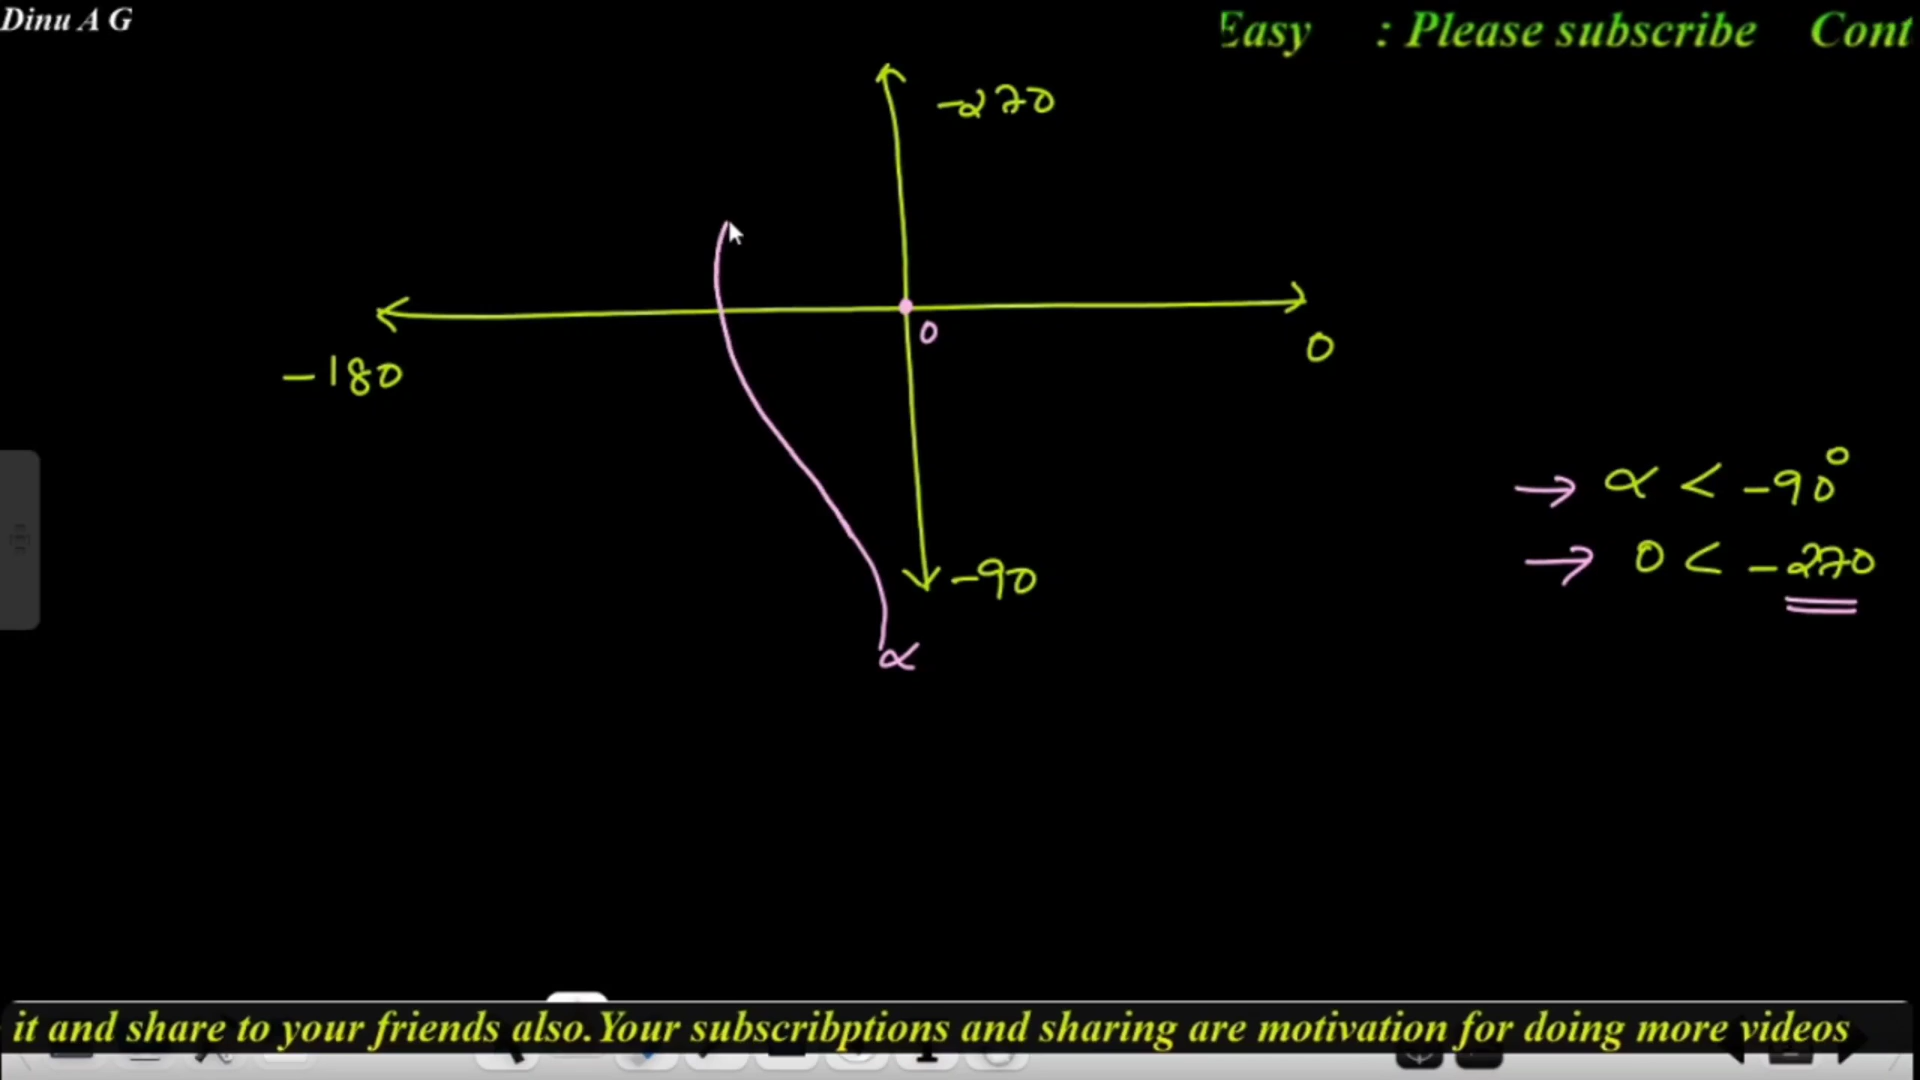 Dinu A G
Easy : Please subscribe Cont
-270
0
-180
0
-90
α
→ α < -90°
→ 0 < -270
it and share to your friends also.Your subscribptions and sharing are motivation for doing more videos